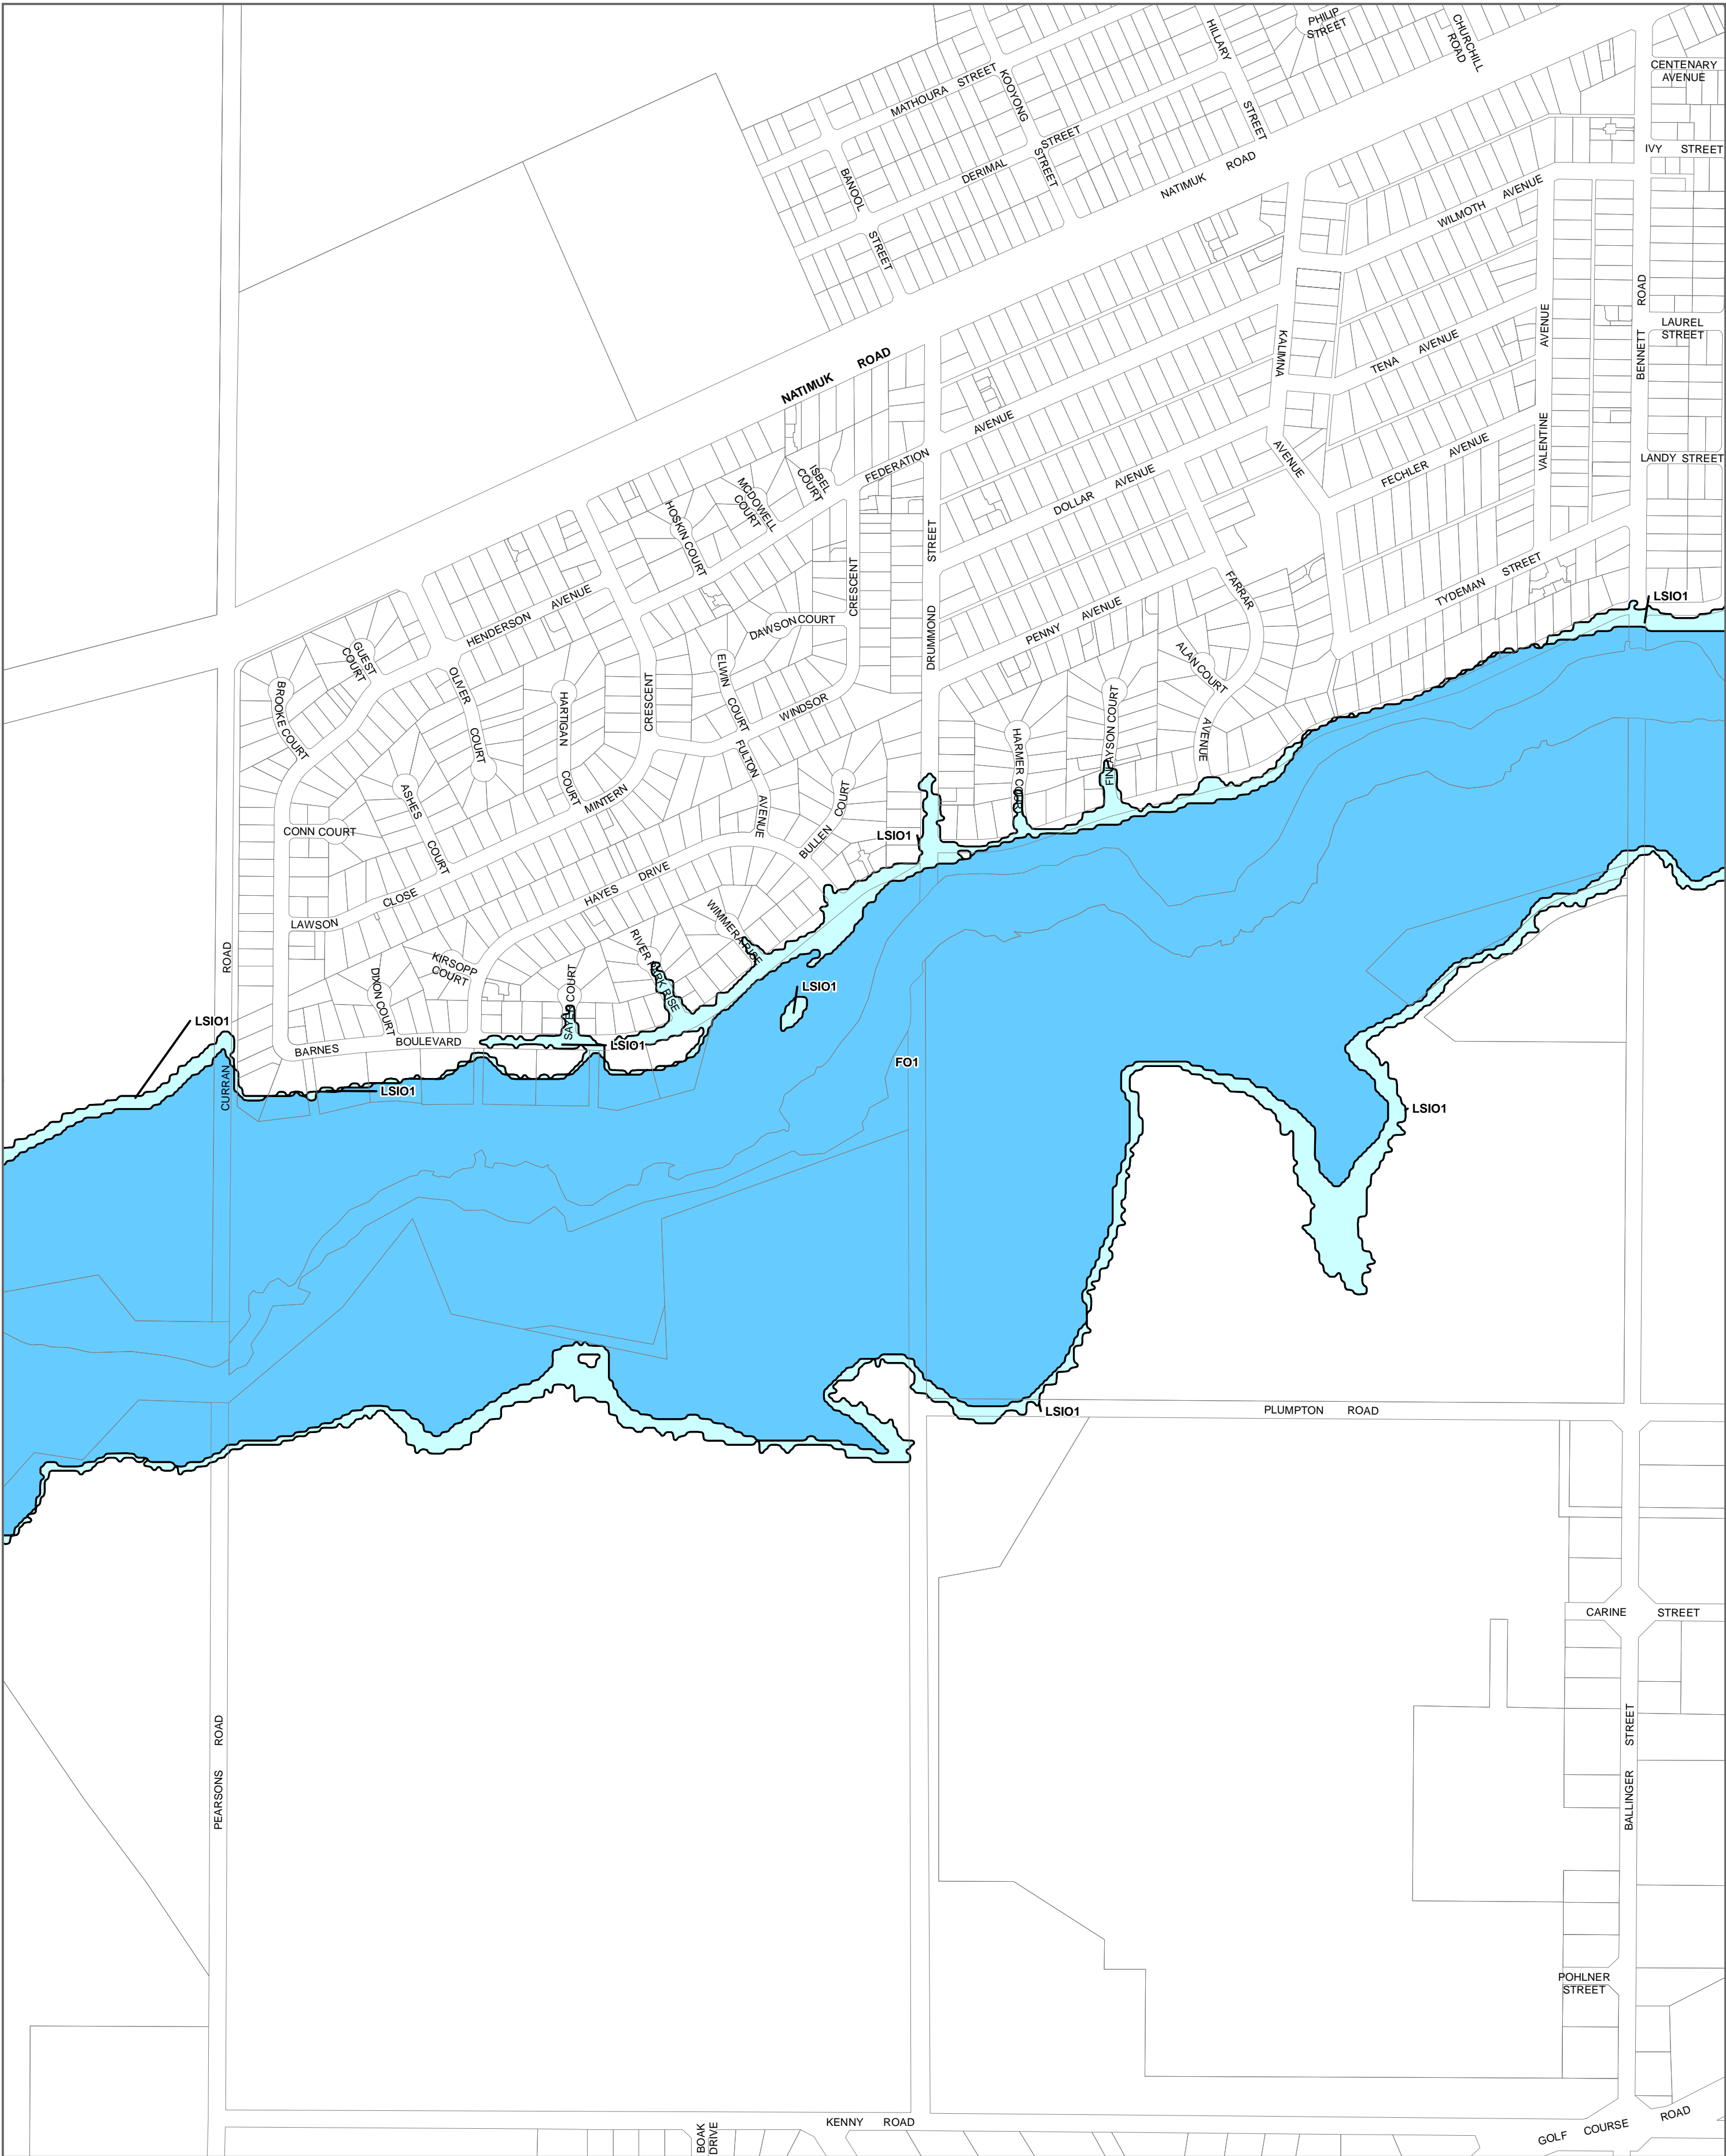 PHILIP
STREET
HILLARY
STREET
CHURCHILL
ROAD
CENTENARY
AVENUE
MATHOURA STREET
KOOYONG
STREET
IVY STREET
DERIMAL
STREET
BANOOL
STREET
NATIMUK ROAD
WILMOTH AVENUE
BENNETT ROAD
LAUREL
STREET
KALIMNA
AVENUE
TENA AVENUE
VALENTINE AVENUE
NATIMUK ROAD
FEDERATION AVENUE
ISBEL
COURT
MCDOWELL
COURT
HOSKIN COURT
DOLLAR AVENUE
FECHLER AVENUE
LANDY STREET
DRUMMOND STREET
CRESCENT
TYDEMAN STREET
FARRAR
AVENUE
HENDERSON AVENUE
DAWSON COURT
PENNY AVENUE
LSIO1
GUEST
COURT
ALAN COURT
OLIVER
COURT
BROOKE COURT
HARTIGAN
COURT
CRESCENT
ELWIN COURT
WINDSOR
FINLAYSON COURT
HARMER COURT
FULTON
AVENUE
ASHES
COURT
MINTERN
BULLEN COURT
CONN COURT
LSIO1
LAWSON CLOSE
HAYES DRIVE
WIMMERA RISE
RIVER PARK RISE
KIRSOPP
COURT
DIXON COURT
SAYER COURT
CURRAN ROAD
LSIO1
LSIO1
BARNES BOULEVARD
LSIO1
FO1
LSIO1
LSIO1
LSIO1
PLUMPTON ROAD
CARINE STREET
PEARSONS ROAD
BALLINGER STREET
POHLNER
STREET
KENNY ROAD
BOAK
DRIVE
GOLF COURSE ROAD